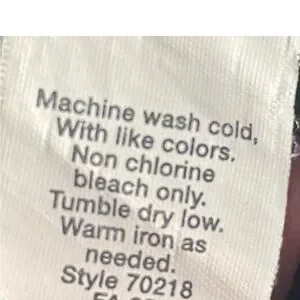 Machine wash cold,
With like colors.
Non chlorine
bleach only.
Tumble dry low.
Warm iron as
needed.
Style 70218